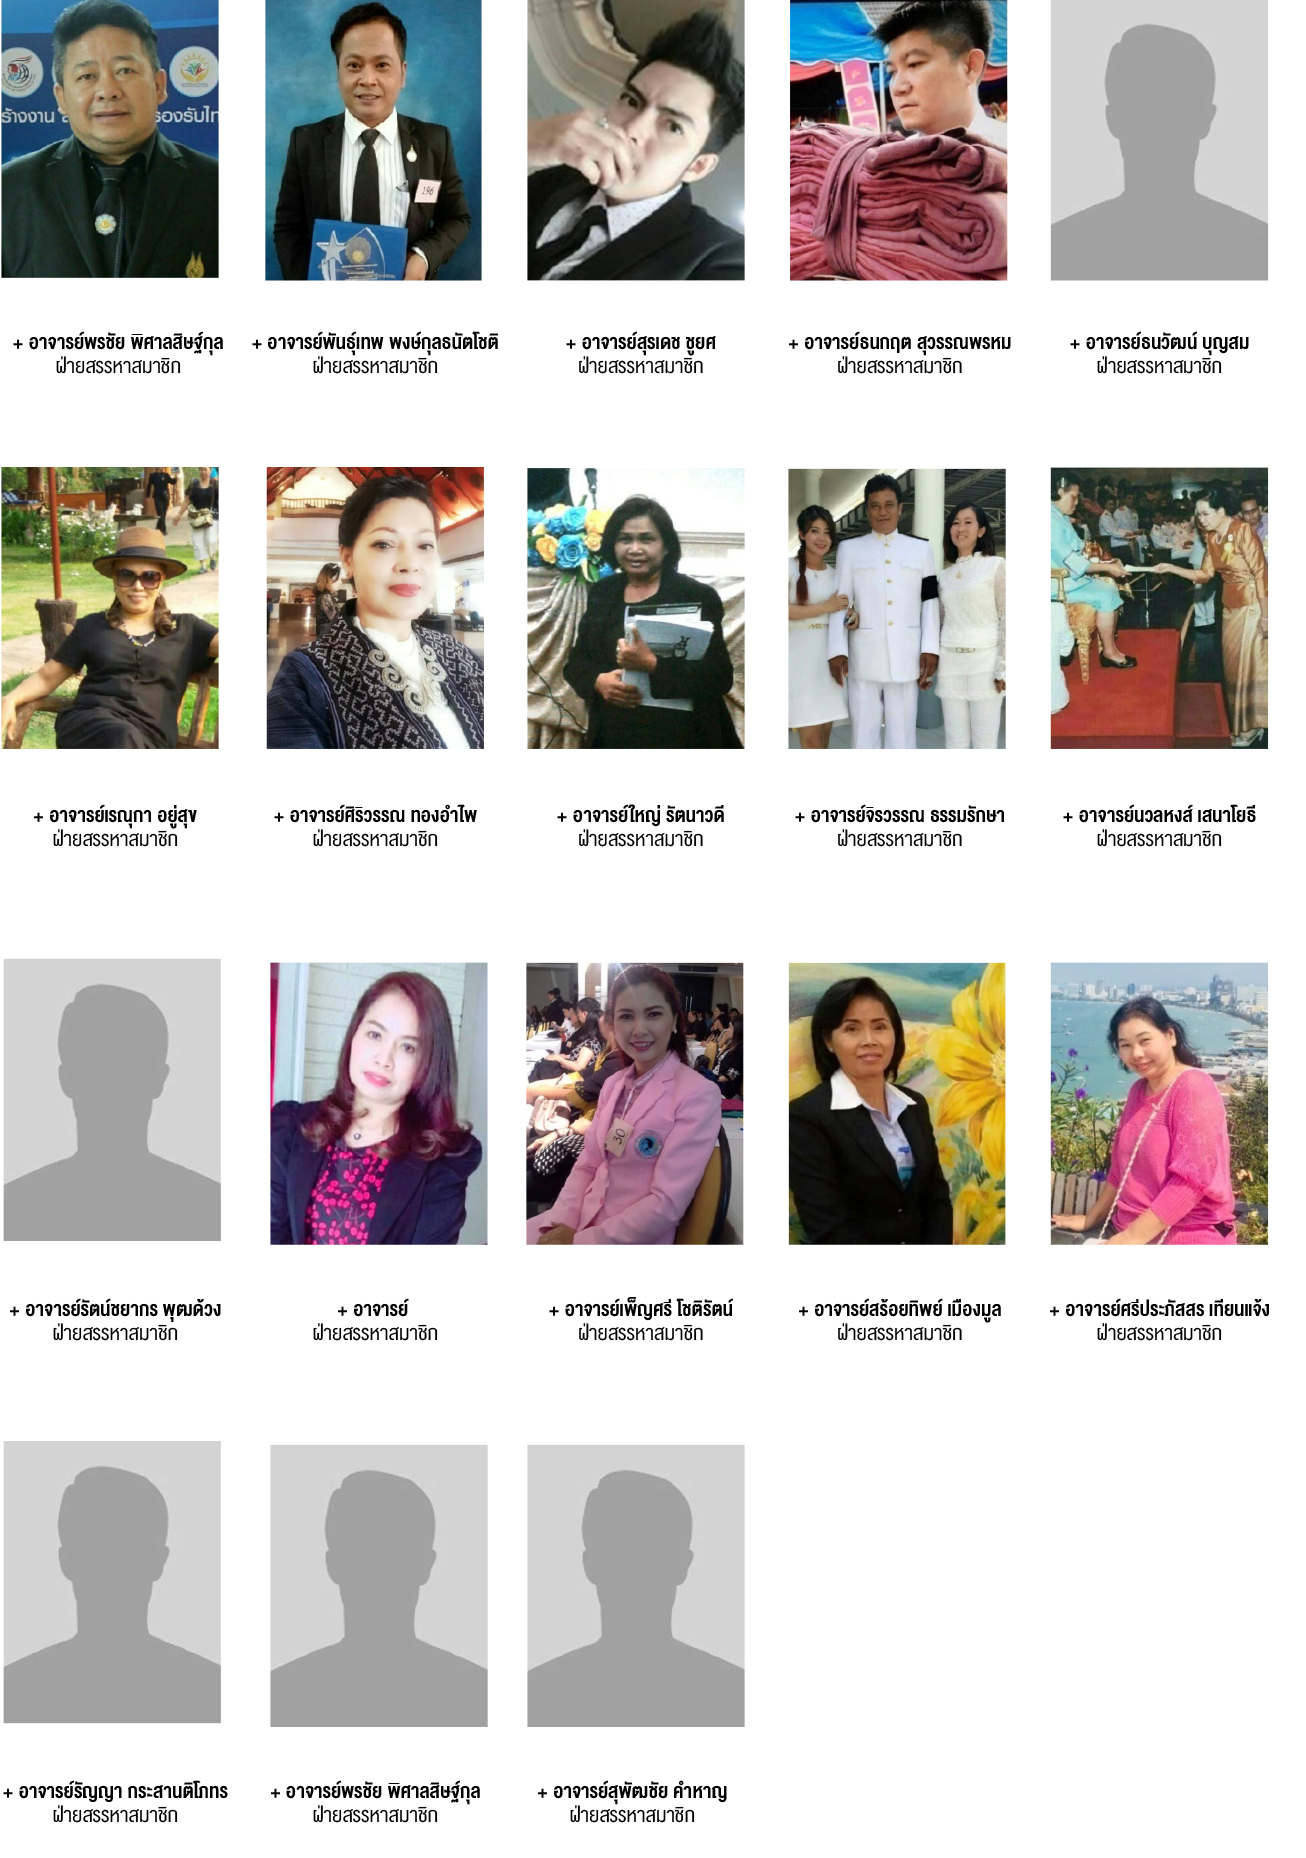 ร้างงาน ส
องรับไท
196
+ อาจารย์พรชัย พิศาลสิษฐ์กุล
ฝ่ายสรรหาสมาชิก
+ อาจารย์พันธุ์เทพ พงษ์กุลธนัตโชติ
ฝ่ายสรรหาสมาชิก
+ อาจารย์สุรเดช ชูยศ
ฝ่ายสรรหาสมาชิก
+ อาจารย์ธนกฤต สุวรรณพรหม
ฝ่ายสรรหาสมาชิก
+ อาจารย์ธนวัฒน์ บุญสม
ฝ่ายสรรหาสมาชิก
+ อาจารย์เรณุกา อยู่สุข
ฝ่ายสรรหาสมาชิก
+ อาจารย์ศิริวรรณ ทองอำไพ
ฝ่ายสรรหาสมาชิก
+ อาจารย์ใหญ่ รัตนาวดี
ฝ่ายสรรหาสมาชิก
+ อาจารย์จิรวรรณ ธรรมรักษา
ฝ่ายสรรหาสมาชิก
+ อาจารย์นวลหงส์ เสนาโยธี
ฝ่ายสรรหาสมาชิก
30
+ อาจารย์รัตน์ชยากร พุฒด้วง
ฝ่ายสรรหาสมาชิก
+ อาจารย์
ฝ่ายสรรหาสมาชิก
+ อาจารย์เพ็ญศรี โชติรัตน์
ฝ่ายสรรหาสมาชิก
+ อาจารย์สร้อยทิพย์ เมืองมูล
ฝ่ายสรรหาสมาชิก
+ อาจารย์ศรีประภัสสร เทียนแจ้ง
ฝ่ายสรรหาสมาชิก
+ อาจารย์รัญญา กระสานติโภทร
ฝ่ายสรรหาสมาชิก
+ อาจารย์พรชัย พิศาลสิษฐ์กุล
ฝ่ายสรรหาสมาชิก
+ อาจารย์สุพัฒชัย คำหาญ
ฝ่ายสรรหาสมาชิก